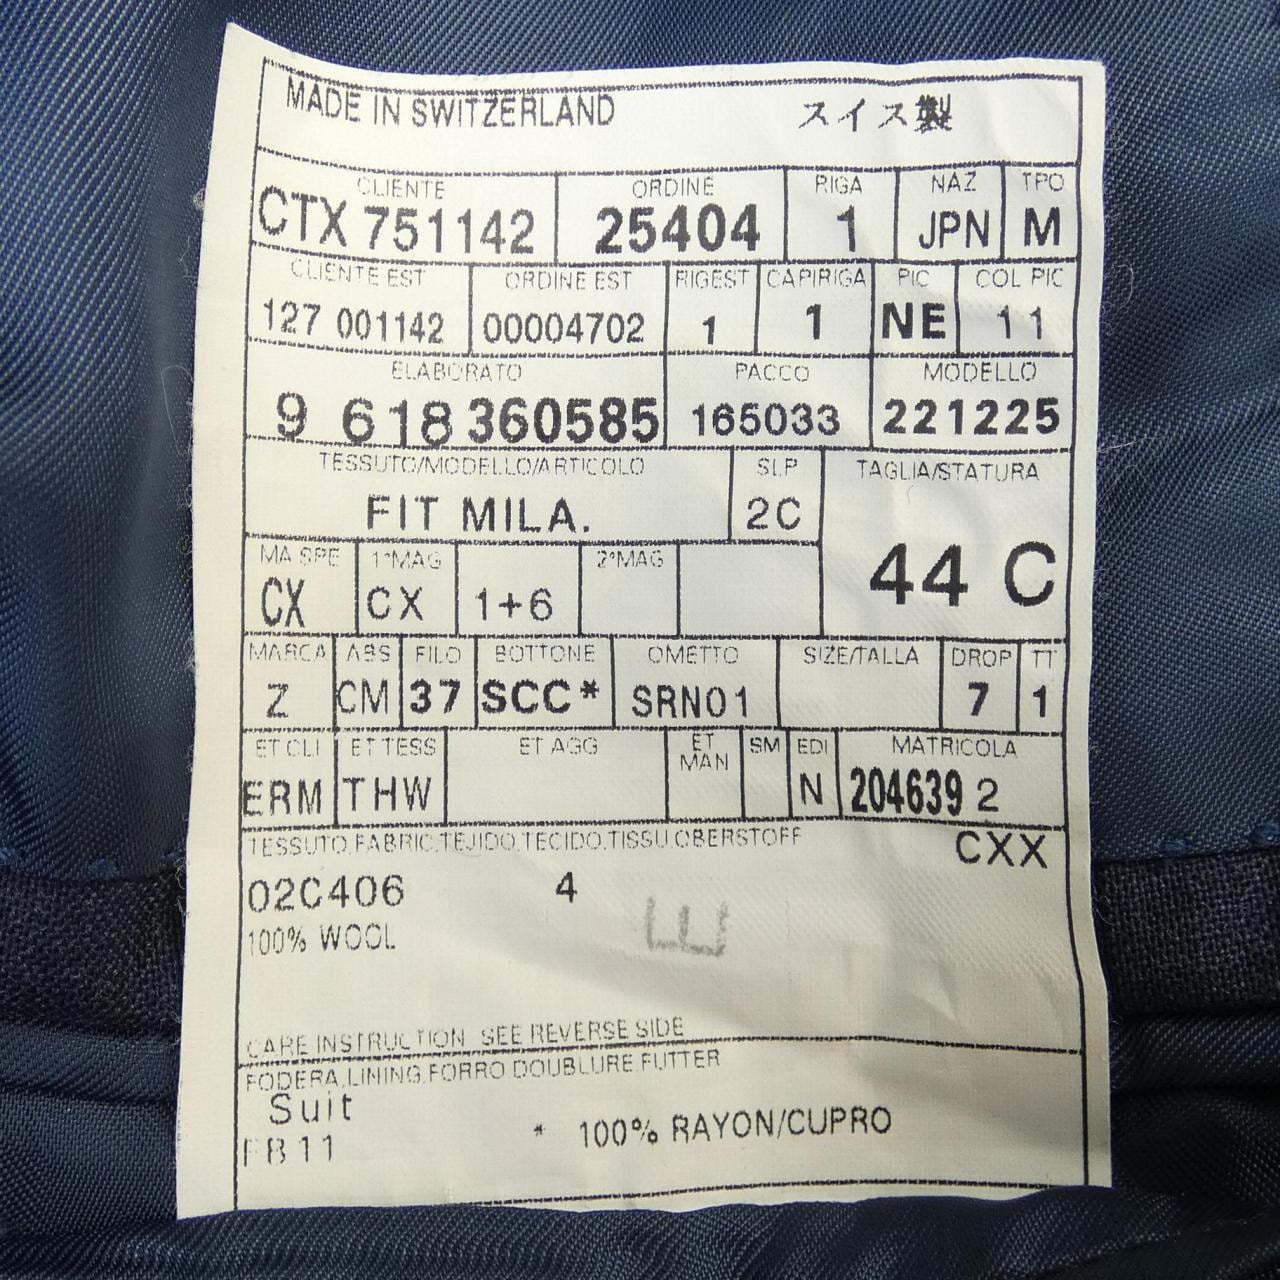 MADE IN SWITZERLAND スイス製
CLIENTE ORDINE RIGA NAZ TPO
CTX 751142 25404 1 JPN M
CLIENTE EST ORDINE EST RIGEST CAPIRIGA PIC COL PIC
127 001142 00004702 1 1 NE 11
ELABORATO PACCO MODELLO
9 618 360585 165033 221225
TESSUTO/MODELLO/ARTICOLO SLP TAGLIA/STATURA
FIT MILA. 2C 44 C
MA SPE 1°MAG 2°MAG
CX CX 1+6
MARCA ABS FILO BOTTONE OMETTO SIZE/TALLA DROP TT
Z CM 37 SCC* SRN01 7 1
ET CLI ET TESS ET AGG ET MAN SM EDI MATRICOLA
ERM THW N 204639 2
TESSUTO,FABRIC,TEJIDO,TECIDO,TISSU,OBERSTOFF CXX
02C406 4
100% WOOL E
CARE INSTRUCTION SEE REVERSE SIDE
FODERA,LINING,FORRO,DOUBLURE,FUTTER
Suit
* 100% RAYON/CUPRO
FB11